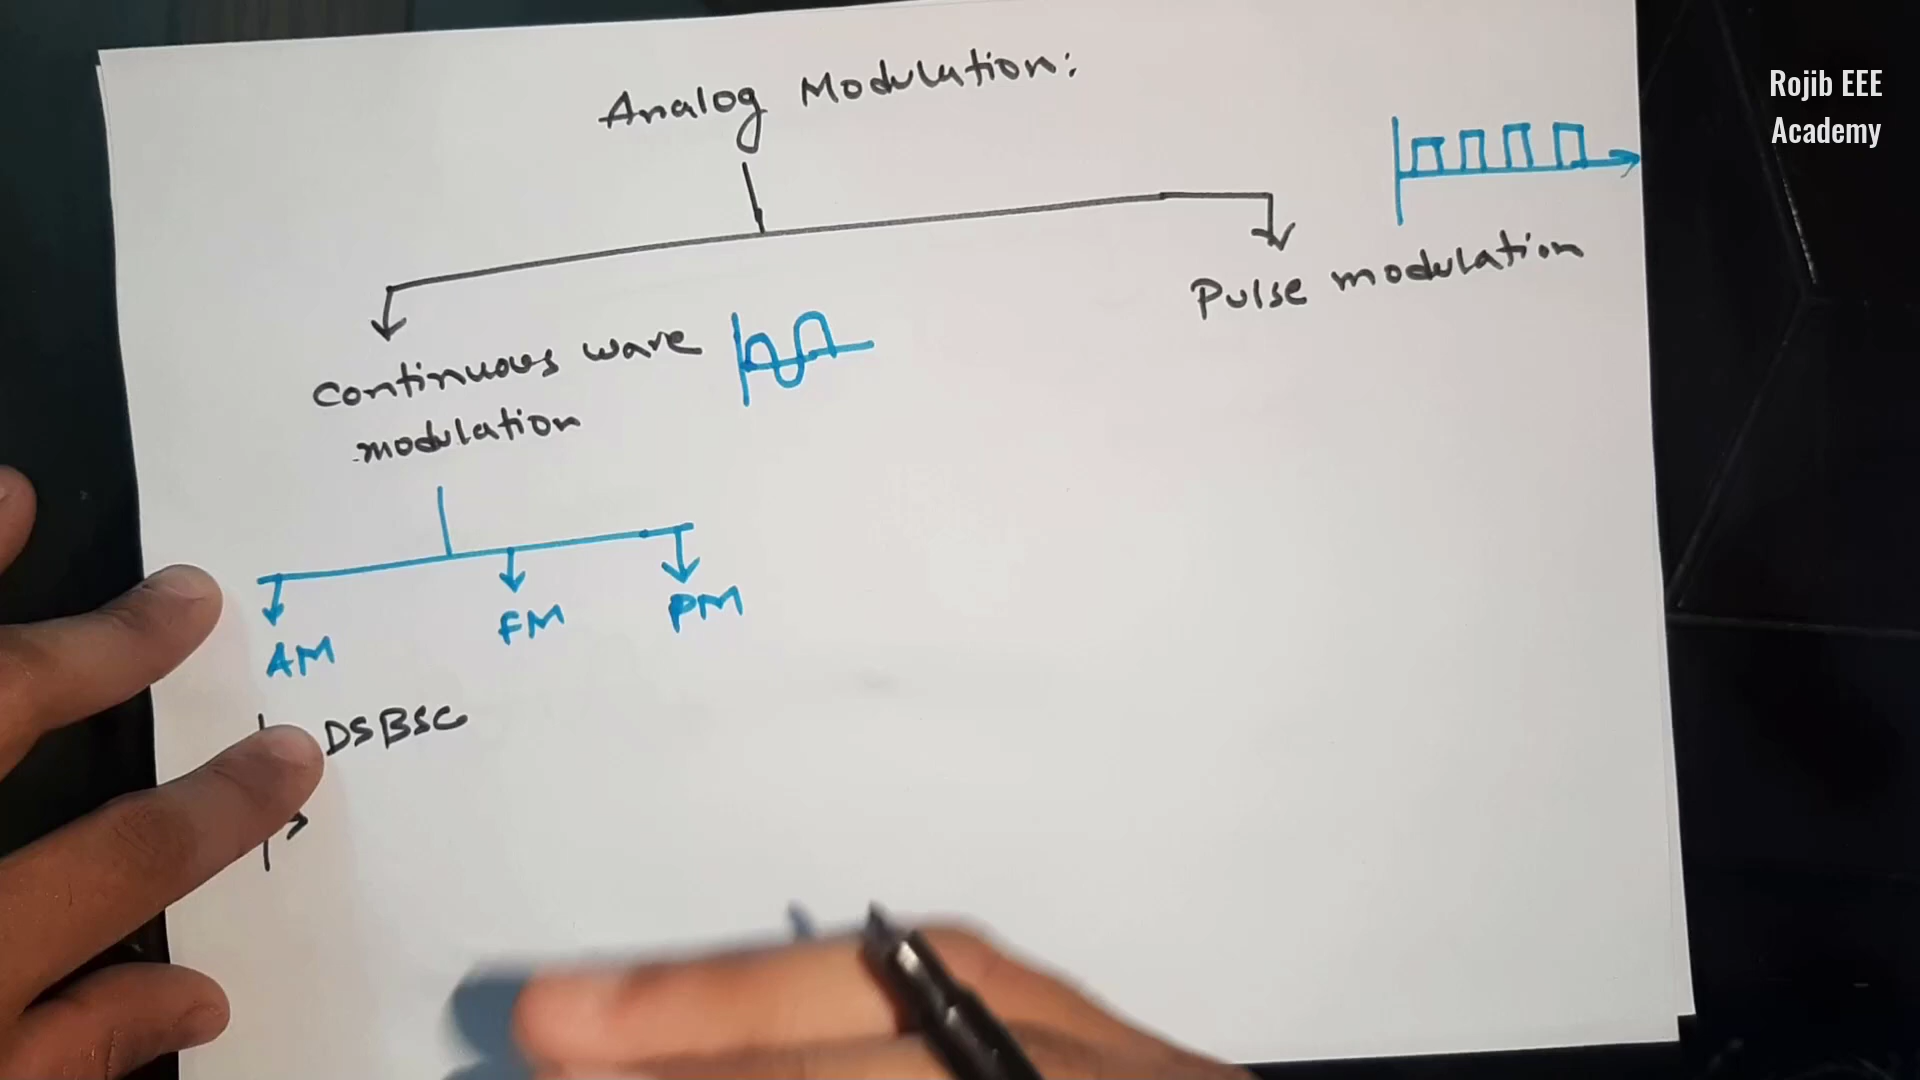 Analog Modulation:
Rojib EEE
Academy
Pulse modulation
Continuous wave
modulation
AM
FM
PM
DSBSC